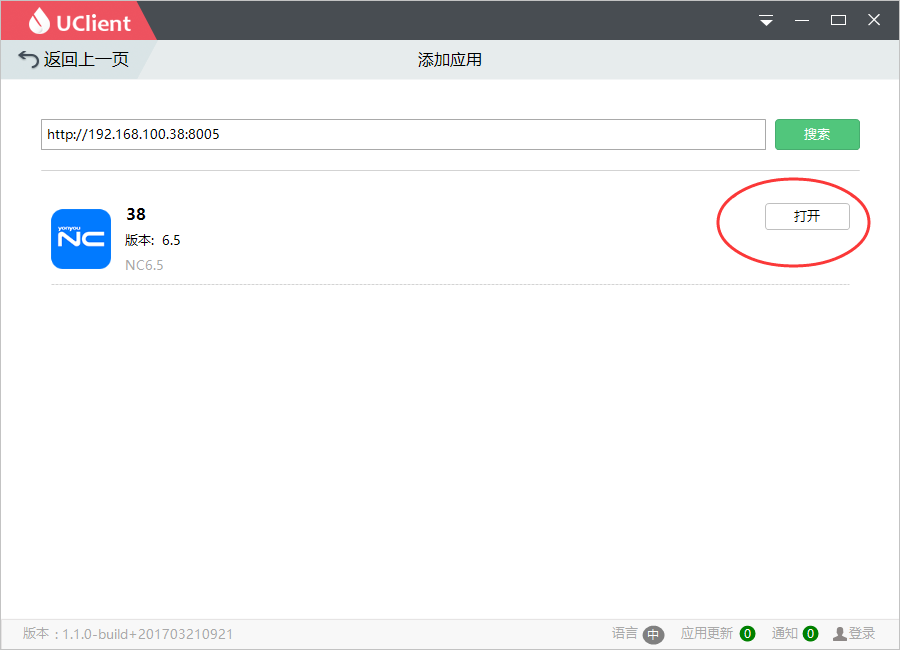 UClient
返回上一页
添加应用
http://192.168.100.38:8005
搜索
38
打开
yonyou
NC
版本: 6.5
NC6.5
版本 : 1.1.0-build+201703210921
语言 中 应用更新 0 通知 0 登录